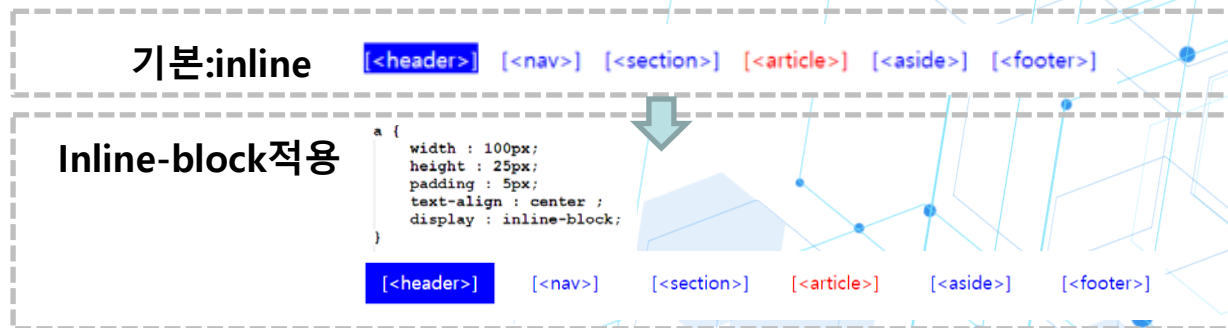 기본:inline
[<header>] [<nav>] [<section>] [<article>] [<aside>] [<footer>]
Inline-block적용
a {
width : 100px;
height : 25px;
padding : 5px;
text-align : center ;
display : inline-block;
}
[<header>] [<nav>] [<section>] [<article>] [<aside>] [<footer>]